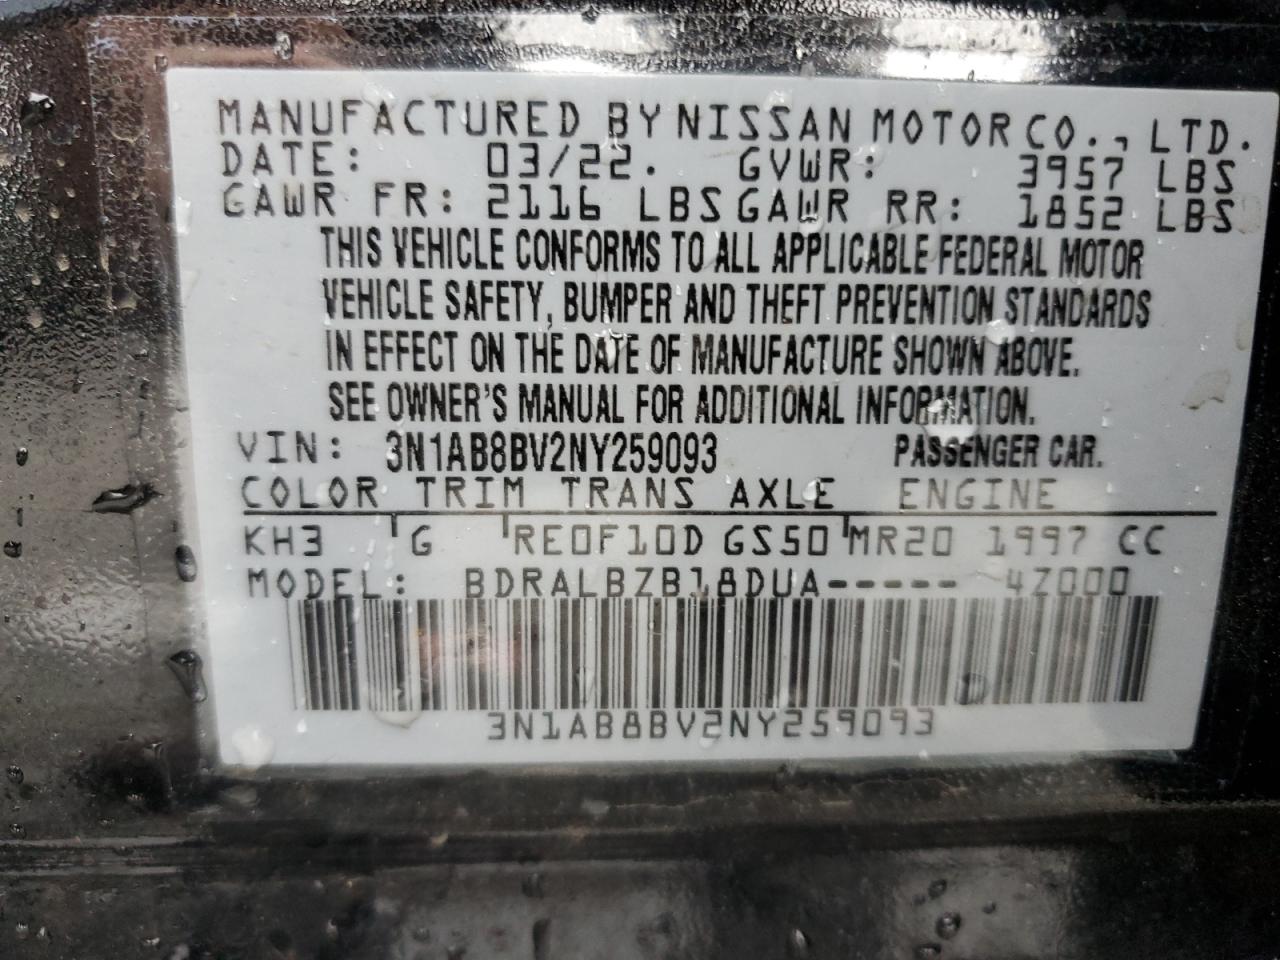 MANUFACTURED BY NISSAN MOTOR CO., LTD.
DATE: 03/22. GVWR: 3957 LBS
GAWR FR: 2116 LBS GAWR RR: 1852 LBS
THIS VEHICLE CONFORMS TO ALL APPLICABLE FEDERAL MOTOR
VEHICLE SAFETY, BUMPER AND THEFT PREVENTION STANDARDS
IN EFFECT ON THE DATE OF MANUFACTURE SHOWN ABOVE.
SEE OWNER'S MANUAL FOR ADDITIONAL INFORMATION.
VIN: 3N1AB8BV2NY259093 PASSENGER CAR.
COLOR TRIM TRANS AXLE ENGINE
KH3 G RE0F10D GS50 MR20 1997 CC
MODEL: BDRALBZB18DUA----- 4Z000
3N1AB8BV2NY259093